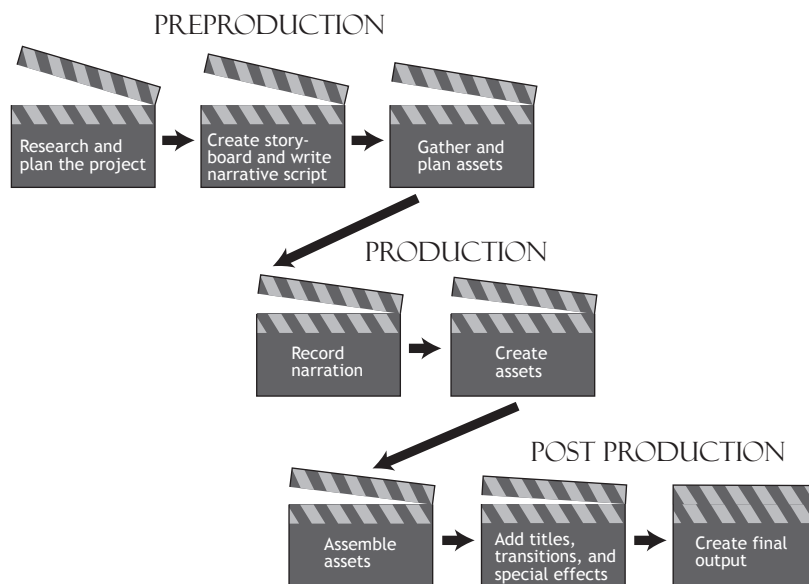 PREPRODUCTION
Research and
plan the project
Create story-
board and write
narrative script
Gather and
plan assets
PRODUCTION
Record
narration
Create
assets
POST PRODUCTION
Assemble
assets
Add titles,
transitions, and
special effects
Create final
output